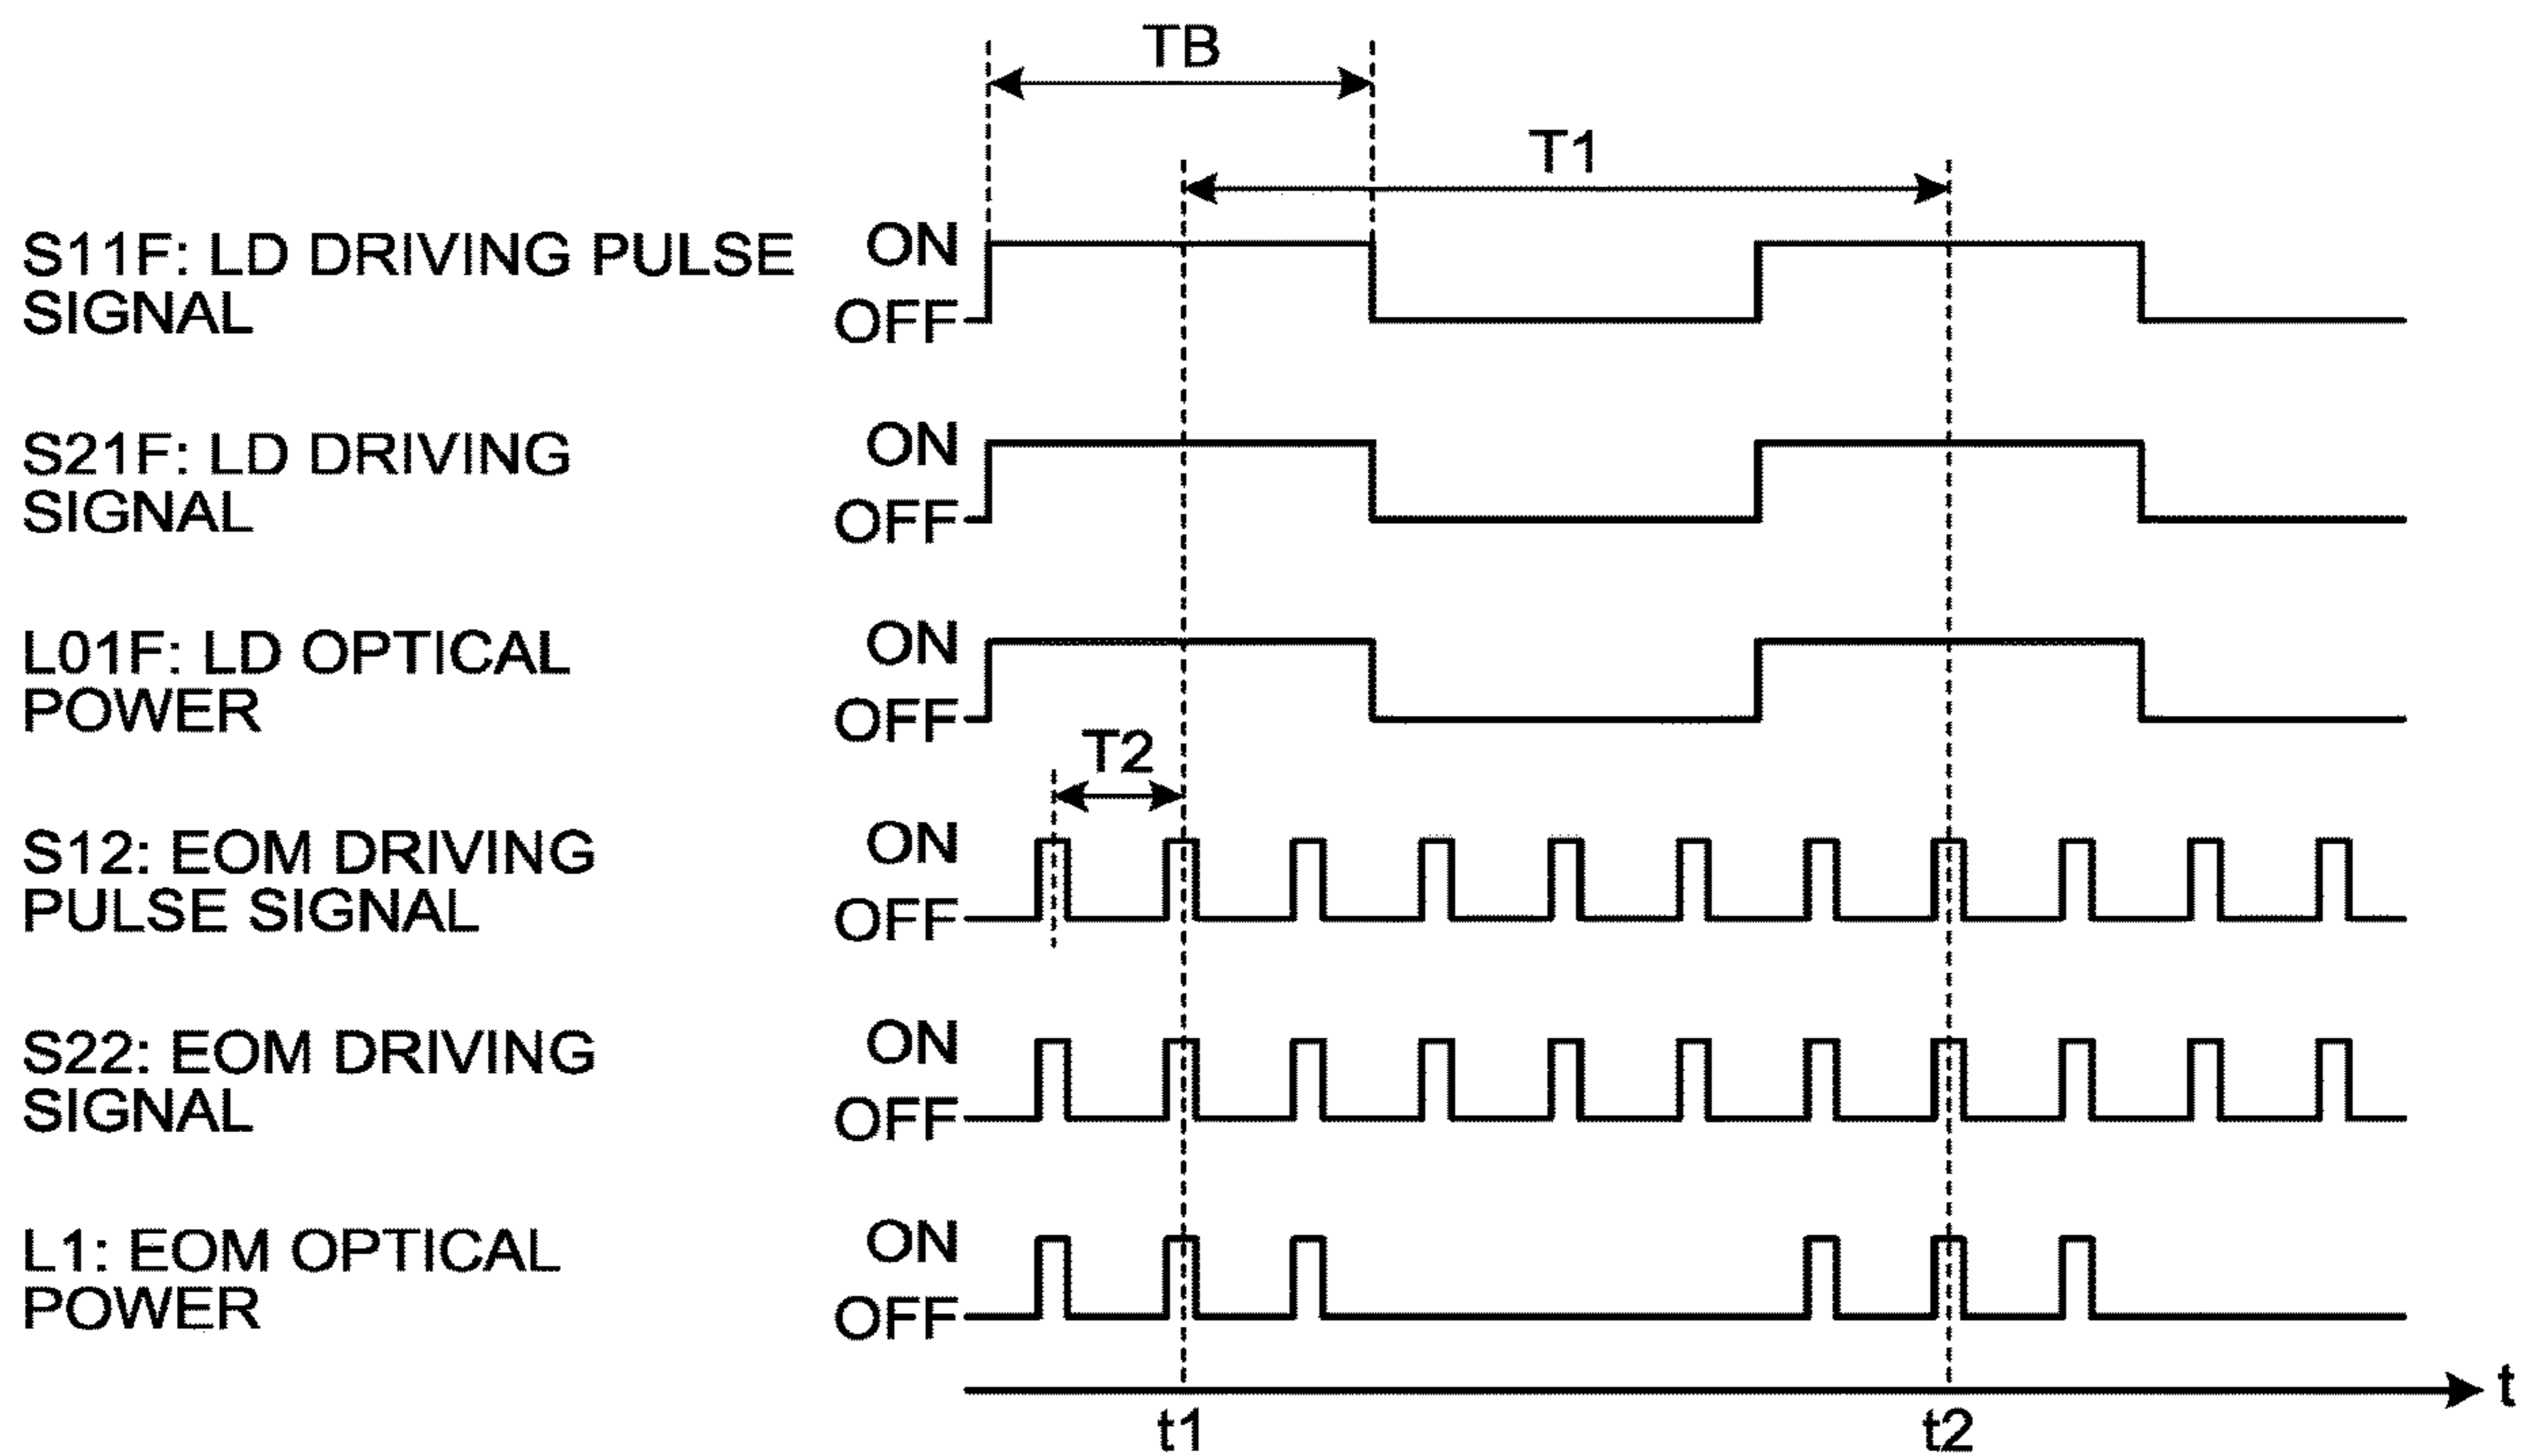 TB
T1
S11F: LD DRIVING PULSE
SIGNAL
ON
OFF
S21F: LD DRIVING
SIGNAL
ON
OFF
L01F: LD OPTICAL
POWER
ON
OFF
T2
S12: EOM DRIVING
PULSE SIGNAL
ON
OFF
S22: EOM DRIVING
SIGNAL
ON
OFF
L1: EOM OPTICAL
POWER
ON
OFF
t
t1
t2